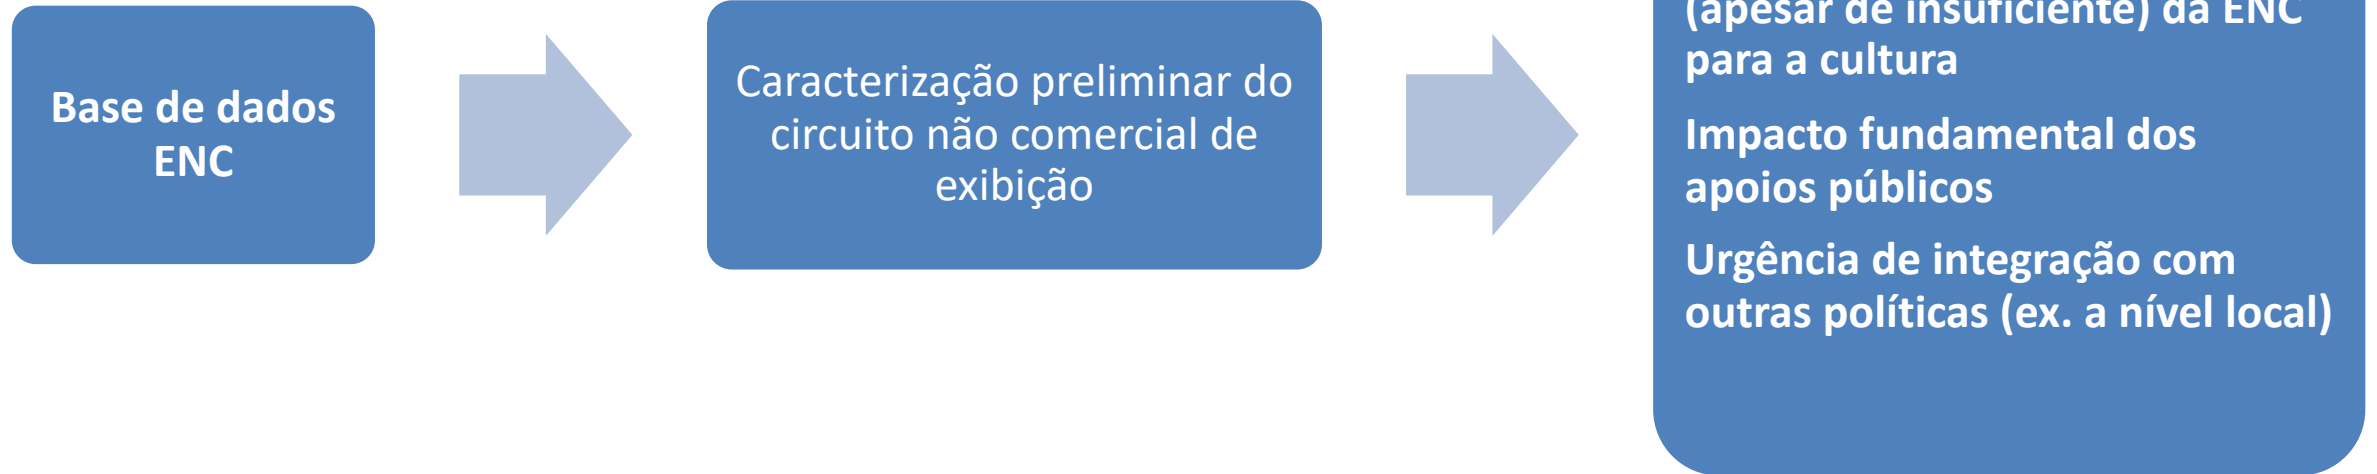 Base de dados
ENC
Caracterização preliminar do
circuito não comercial de
exibição
(apesar de insuficiente) da ENC
para a cultura
Impacto fundamental dos
apoios públicos
Urgência de integração com
outras políticas (ex. a nível local)